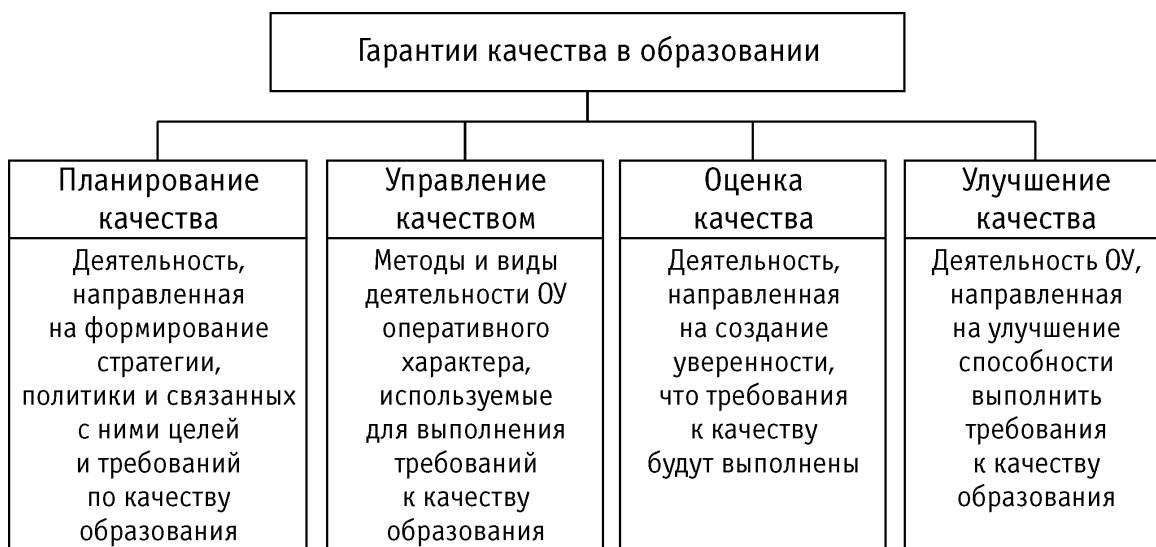 Гарантии качества в образовании
Планирование
качества
Деятельность,
направленная
на формирование
стратегии,
политики и связанных
с ними целей
и требований
по качеству
образования
Управление
качеством
Методы и виды
деятельности ОУ
оперативного
характера,
используемые
для выполнения
требований
к качеству
образования
Оценка
качества
Деятельность,
направленная
на создание
уверенности,
что требования
к качеству
будут выполнены
Улучшение
качества
Деятельность ОУ,
направленная
на улучшение
способности
выполнить
требования
к качеству
образования